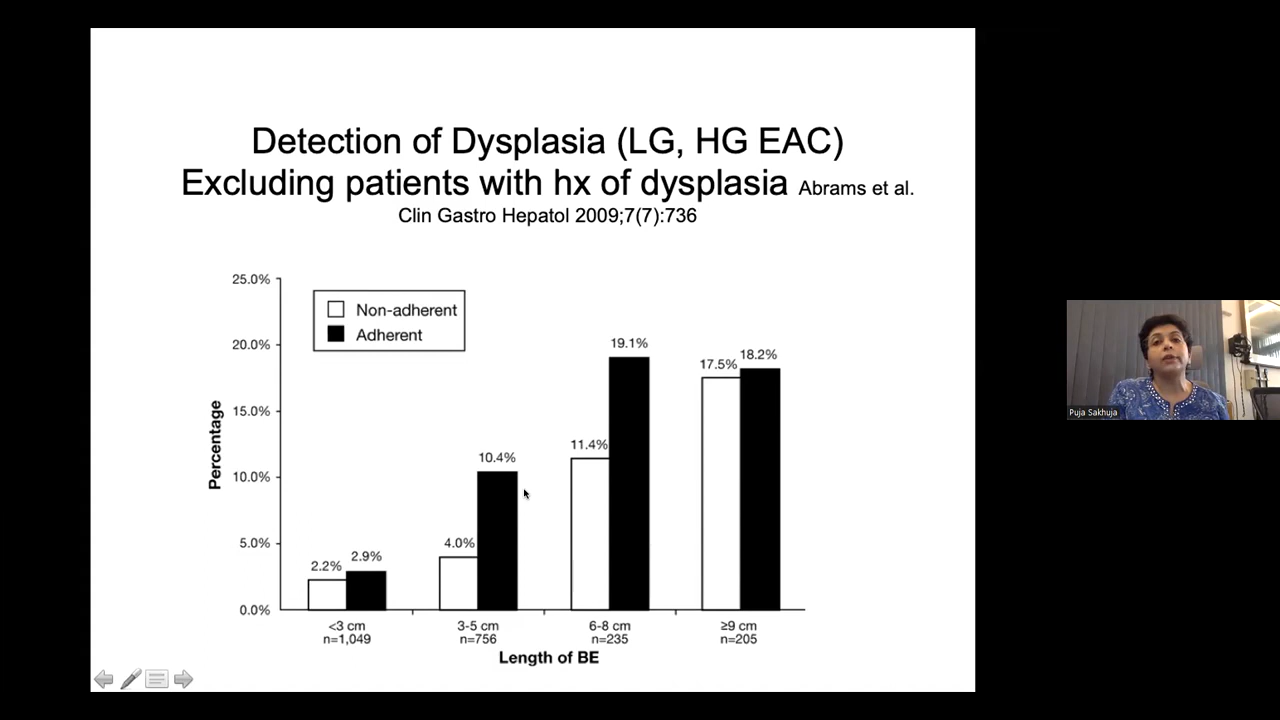 Detection of Dysplasia (LG, HG EAC)
Excluding patients with hx of dysplasia Abrams et al.
Clin Gastro Hepatol 2009;7(7):736
25.0%
20.0%
15.0%
10.0%
5.0%
0.0%
Percentage
Non-adherent
Adherent
2.2%
2.9%
4.0%
10.4%
11.4%
19.1%
17.5%
18.2%
<3 cm
n=1,049
3-5 cm
n=756
6-8 cm
n=235
≥9 cm
n=205
Length of BE
Puja Sakhuja